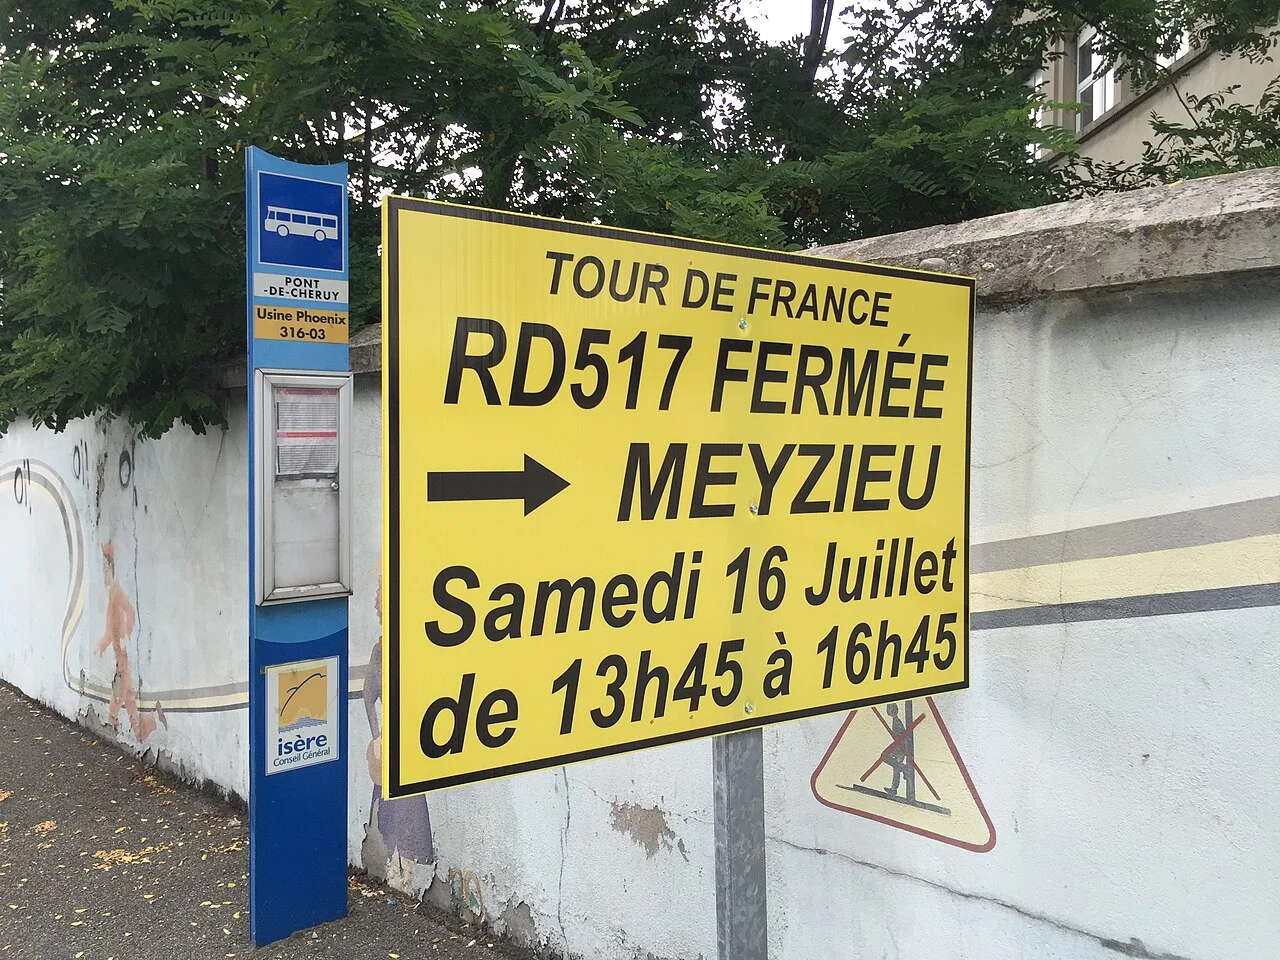 PONT
-DE-CHERUY
Usine Phoenix
316-03
isère
Conseil Général
TOUR DE FRANCE
RD517 FERMÉE
MEYZIEU
Samedi 16 Juillet
de 13h45 à 16h45